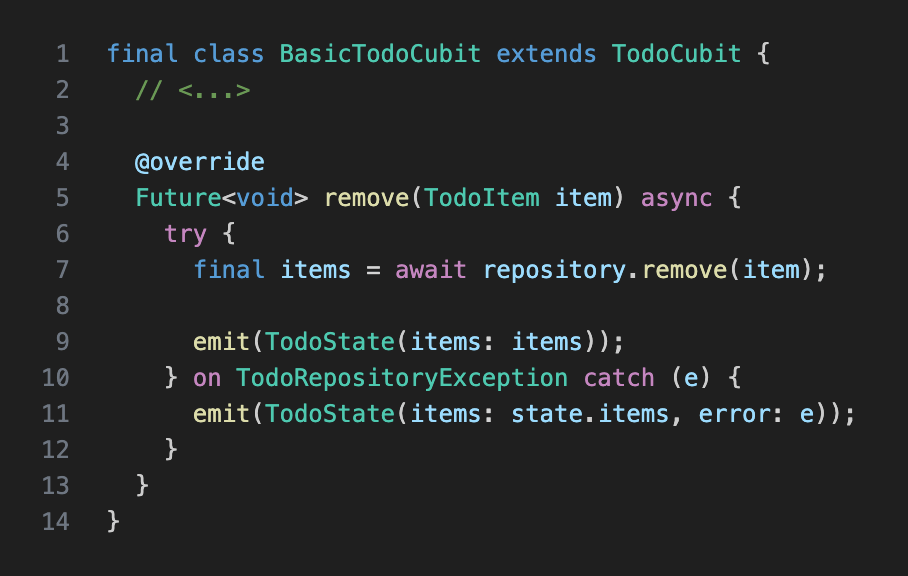 1 final class BasicTodoCubit extends TodoCubit {
2   // <...>
3
4   @override
5   Future<void> remove(TodoItem item) async {
6     try {
7       final items = await repository.remove(item);
8
9       emit(TodoState(items: items));
10     } on TodoRepositoryException catch (e) {
11       emit(TodoState(items: state.items, error: e));
12     }
13   }
14 }